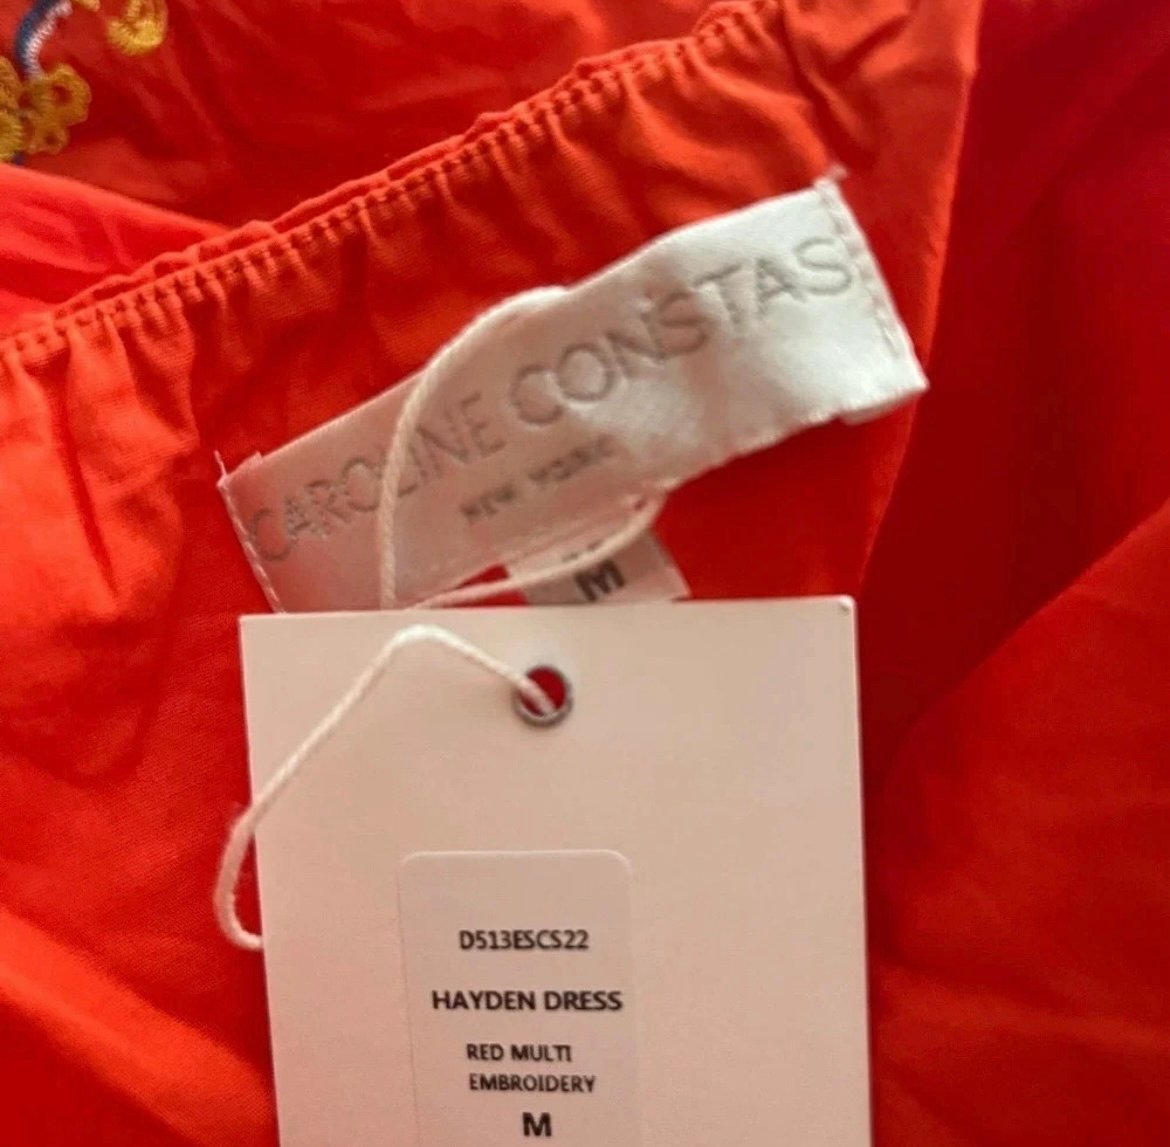 CAROLINE CONSTAS
NEW YORK
M
D513ESCS22
HAYDEN DRESS
RED MULTI
EMBROIDERY
M